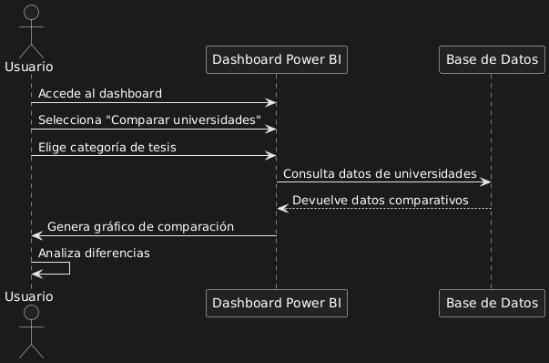 Usuario
Dashboard Power BI
Base de Datos
Accede al dashboard
Selecciona "Comparar universidades"
Elige categoría de tesis
Consulta datos de universidades
Devuelve datos comparativos
Genera gráfico de comparación
Analiza diferencias
Usuario
Dashboard Power BI
Base de Datos